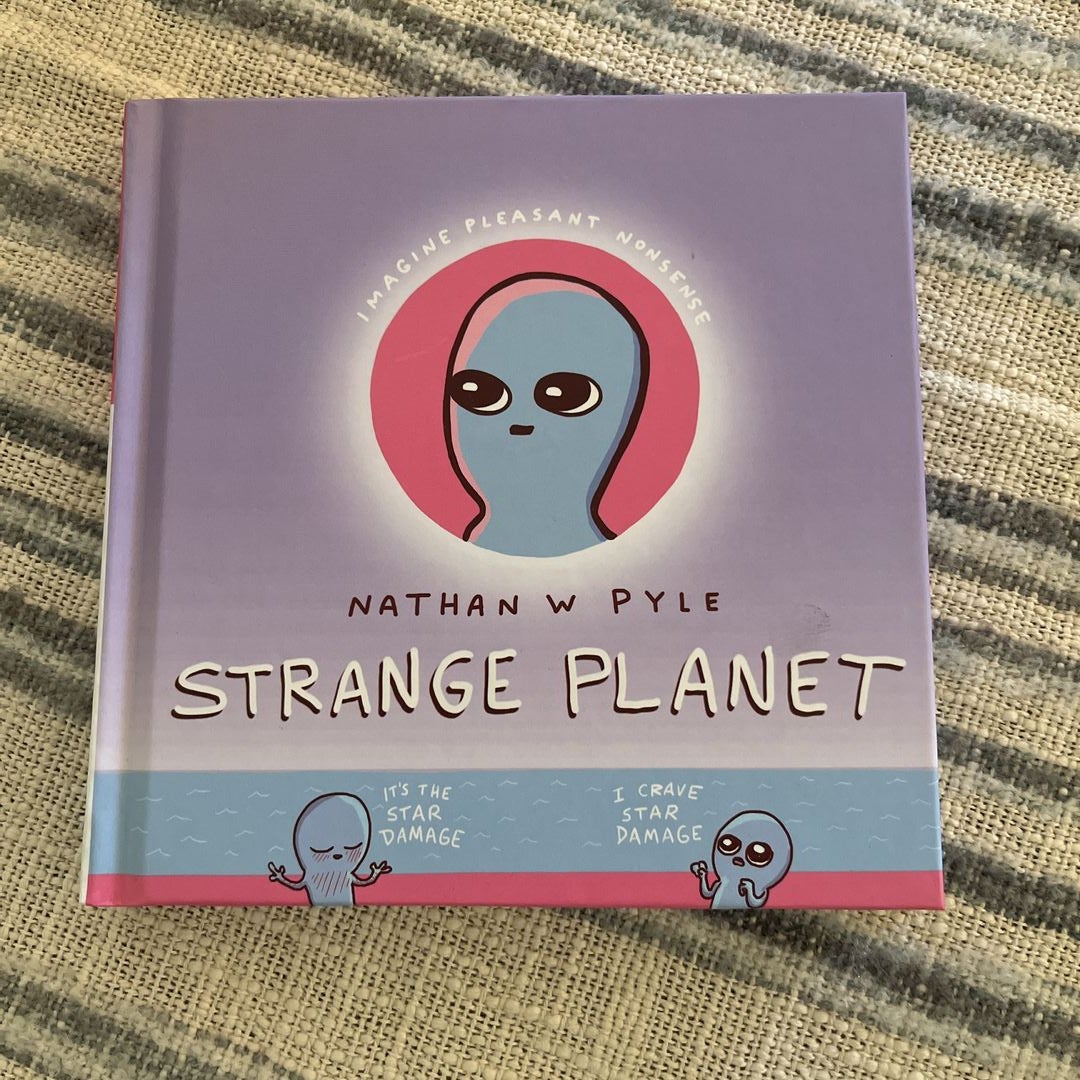 IMAGINE PLEASANT NONSENSE
NATHAN W PYLE
STRANGE PLANET
IT'S THE
STAR
DAMAGE
I CRAVE
STAR
DAMAGE